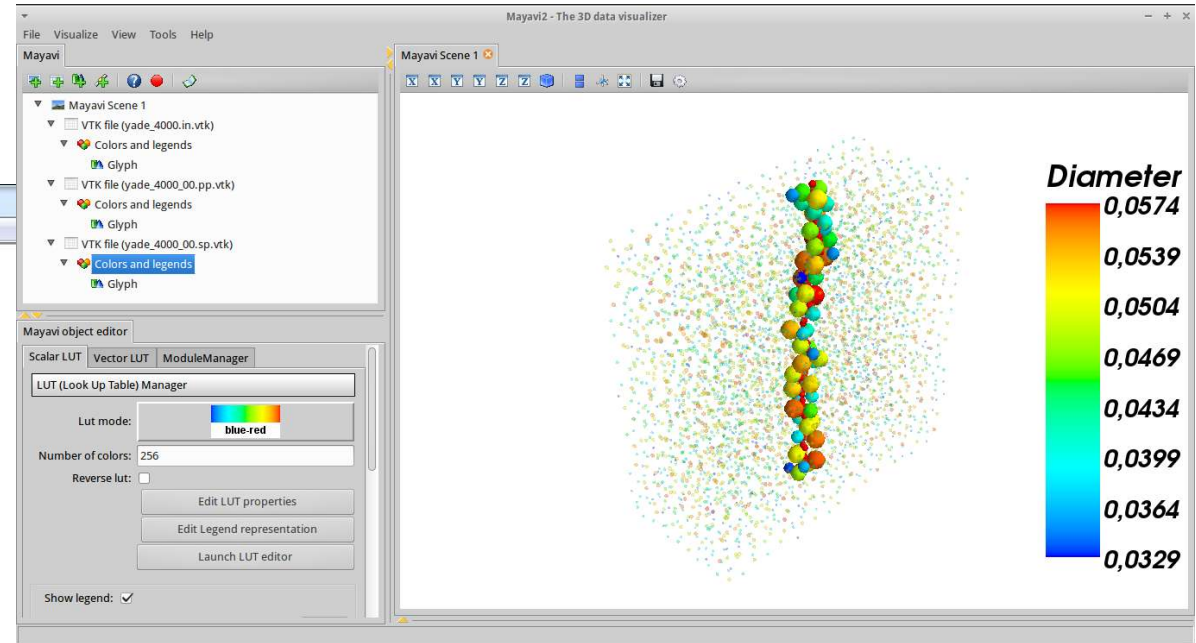 Mayavi2 - The 3D data visualizer
File Visualize View Tools Help
Mayavi
Mayavi Scene 1
VTK file (yade_4000.in.vtk)
Colors and legends
Glyph
VTK file (yade_4000_00.pp.vtk)
Colors and legends
Glyph
VTK file (yade_4000_00.sp.vtk)
Colors and legends
Glyph
Mayavi object editor
Scalar LUT Vector LUT ModuleManager
LUT (Look Up Table) Manager
Lut mode:
blue-red
Number of colors: 256
Reverse lut:
Edit LUT properties
Edit Legend representation
Launch LUT editor
Show legend:
Mayavi Scene 1
X X Y Y Z Z
Diameter
0,0574
0,0539
0,0504
0,0469
0,0434
0,0399
0,0364
0,0329